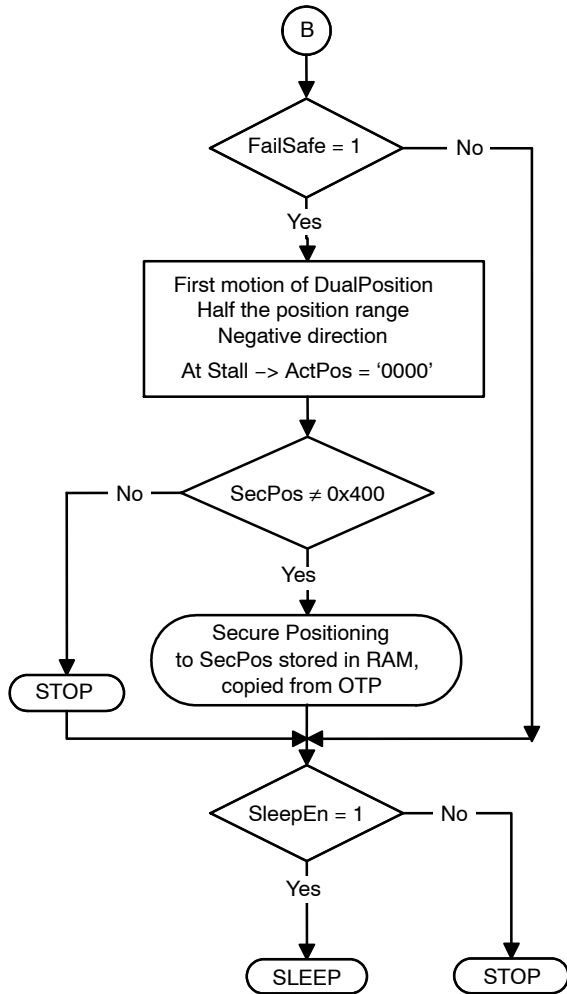 B
FailSafe = 1
No
Yes
First motion of DualPosition
Half the position range
Negative direction
At Stall −> ActPos = ‘0000’
No
SecPos ≠ 0x400
Yes
Secure Positioning
to SecPos stored in RAM,
copied from OTP
STOP
SleepEn = 1
No
Yes
SLEEP
STOP